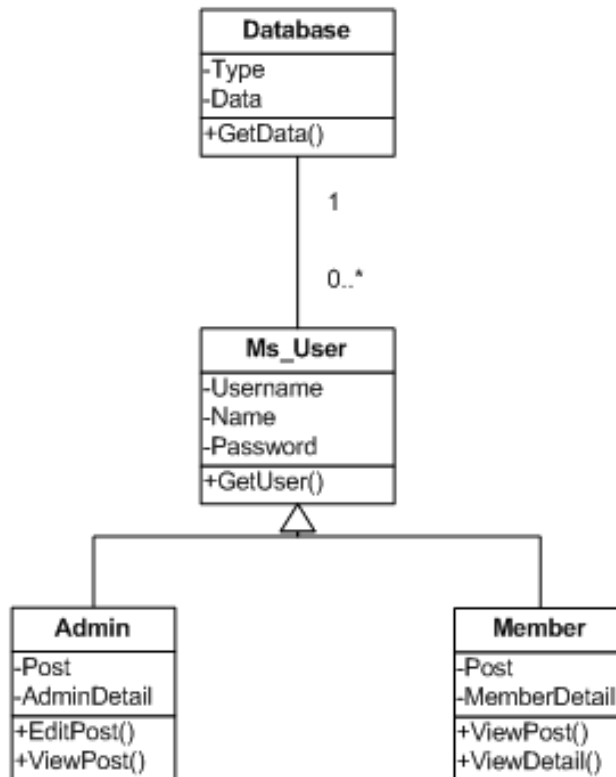 Database
-Type
-Data
+GetData()
1
0..*
Ms_User
-Username
-Name
-Password
+GetUser()
Admin
-Post
-AdminDetail
+EditPost()
+ViewPost()
Member
-Post
-MemberDetail
+ViewPost()
+ViewDetail()